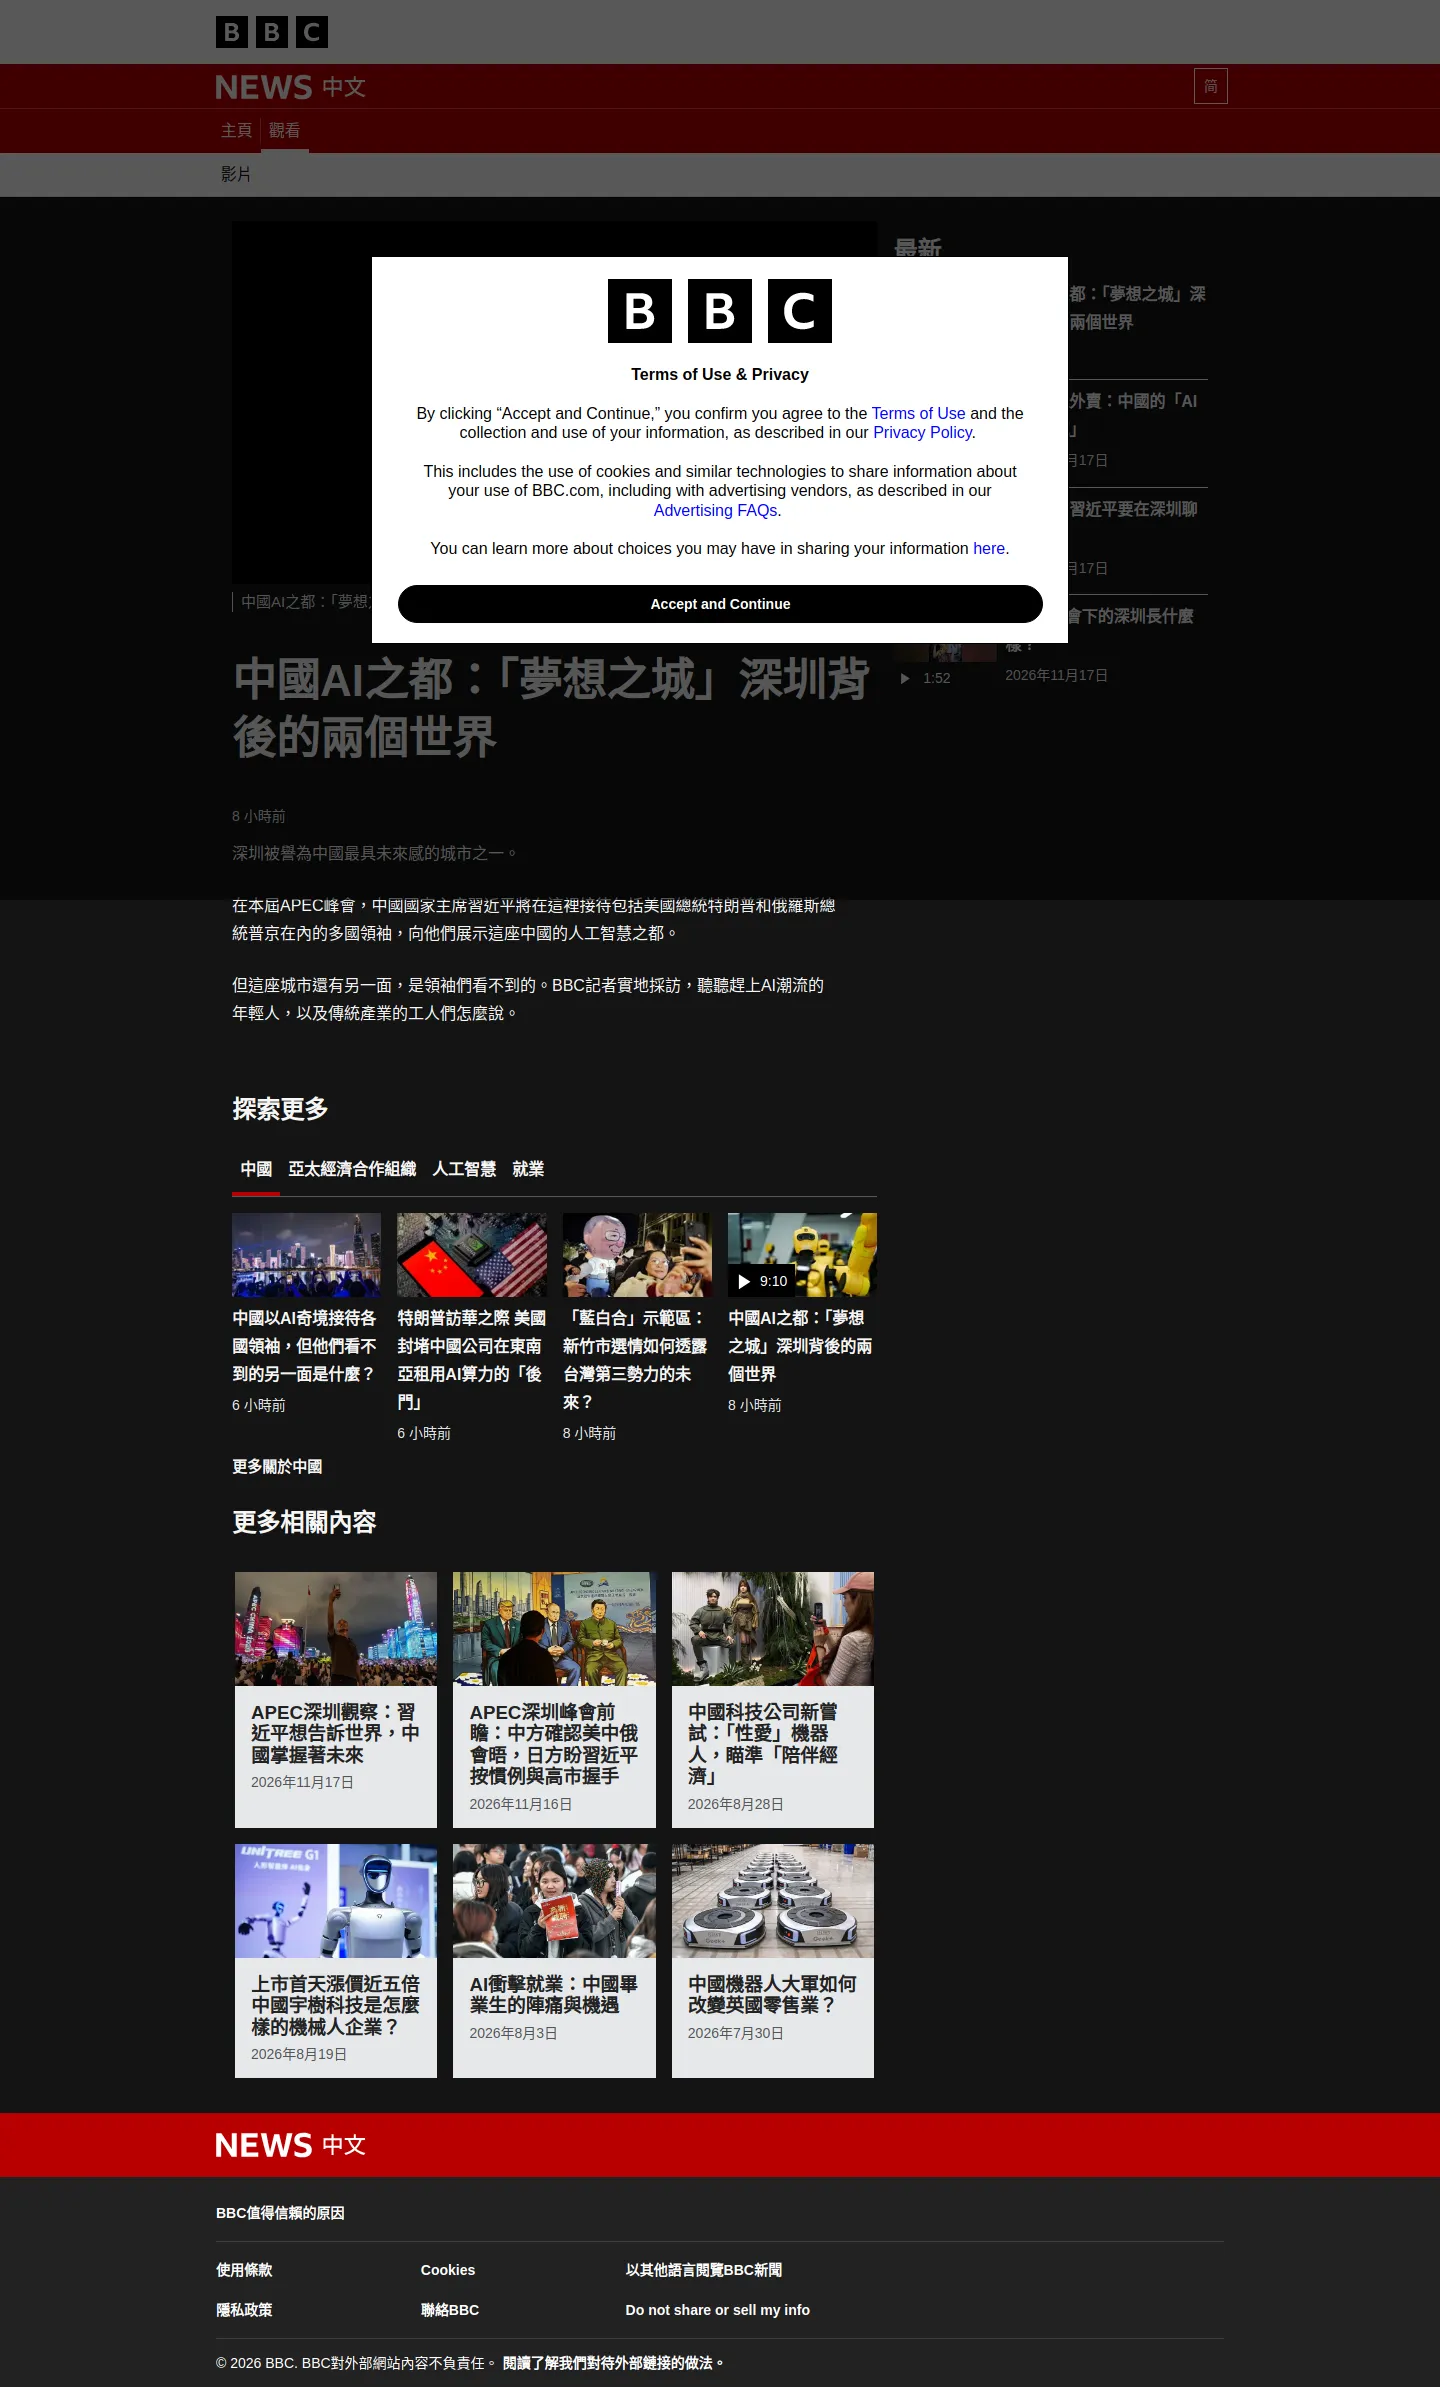 BBC
NEWS 中文
简
主頁
觀看
影片
最新
都：「夢想之城」深
兩個世界
外賣：中國的「AI
」
月17日
習近平要在深圳聊
月17日
會下的深圳長什麼
樣？
1:52
2026年11月17日
BBC
Terms of Use & Privacy
By clicking “Accept and Continue,” you confirm you agree to the Terms of Use and the
collection and use of your information, as described in our Privacy Policy.
This includes the use of cookies and similar technologies to share information about
your use of BBC.com, including with advertising vendors, as described in our
Advertising FAQs.
You can learn more about choices you may have in sharing your information here.
Accept and Continue
中國AI之都：「夢想
中國AI之都：「夢想之城」深圳背
後的兩個世界
8 小時前
深圳被譽為中國最具未來感的城市之一。
在本屆APEC峰會，中國國家主席習近平將在這裡接待包括美國總統特朗普和俄羅斯總
統普京在內的多國領袖，向他們展示這座中國的人工智慧之都。
但這座城市還有另一面，是領袖們看不到的。BBC記者實地採訪，聽聽趕上AI潮流的
年輕人，以及傳統產業的工人們怎麼說。
探索更多
中國
亞太經濟合作組織
人工智慧
就業
中國以AI奇境接待各
國領袖，但他們看不
到的另一面是什麼？
6 小時前
特朗普訪華之際 美國
封堵中國公司在東南
亞租用AI算力的「後
門」
6 小時前
「藍白合」示範區：
新竹市選情如何透露
台灣第三勢力的未
來？
8 小時前
9:10
中國AI之都：「夢想
之城」深圳背後的兩
個世界
8 小時前
更多關於中國
更多相關內容
APEC深圳觀察：習
近平想告訴世界，中
國掌握著未來
2026年11月17日
APEC深圳峰會前
瞻：中方確認美中俄
會晤，日方盼習近平
按慣例與高市握手
2026年11月16日
中國科技公司新嘗
試：「性愛」機器
人，瞄準「陪伴經
濟」
2026年8月28日
UNITREE G1
上市首天漲價近五倍
中國宇樹科技是怎麼
樣的機械人企業？
2026年8月19日
AI衝擊就業：中國畢
業生的陣痛與機遇
2026年8月3日
中國機器人大軍如何
改變英國零售業？
2026年7月30日
NEWS 中文
BBC值得信賴的原因
使用條款
Cookies
以其他語言閱覽BBC新聞
隱私政策
聯絡BBC
Do not share or sell my info
© 2026 BBC. BBC對外部網站內容不負責任。 閱讀了解我們對待外部鏈接的做法。